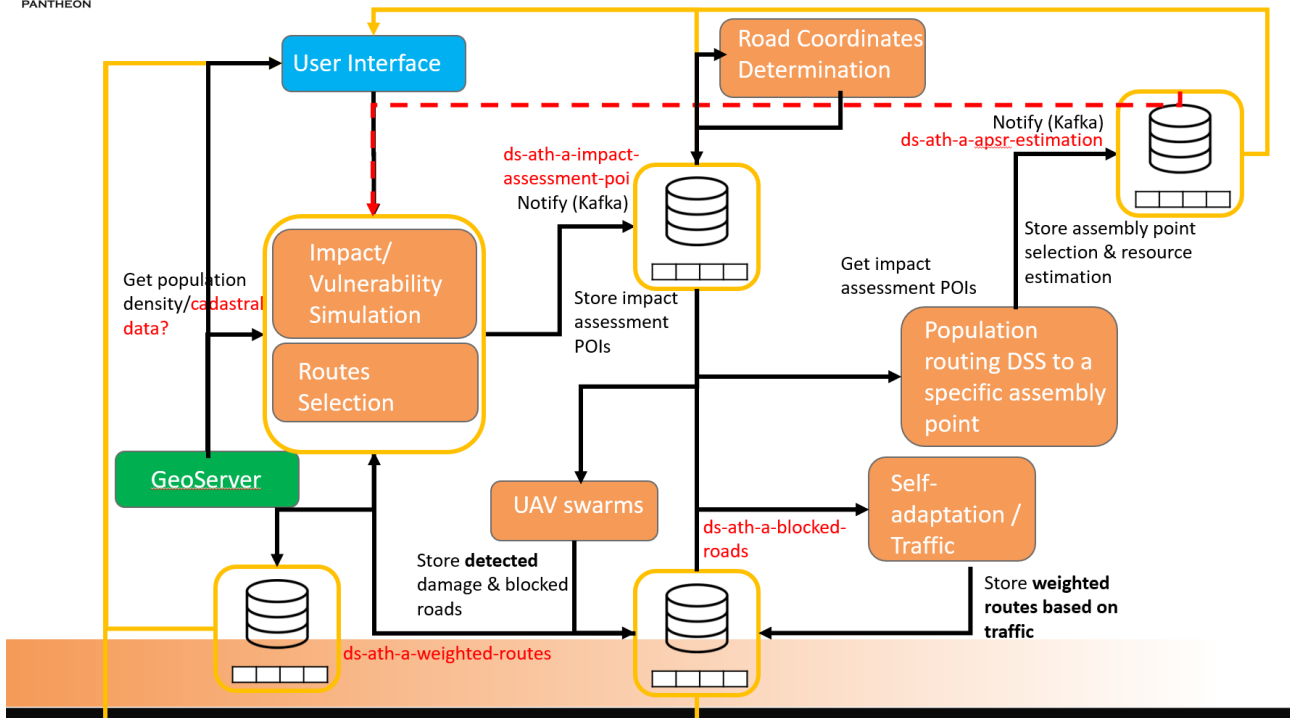 PANTHEON
User Interface
Road Coordinates
Determination
Notify (Kafka)
ds-ath-a-apsr-estimation
ds-ath-a-impact-
assessment-poi
Notify (Kafka)
Impact/
Vulnerability
Simulation
Routes
Selection
Get population
density/cadastral
data?
GeoServer
Store impact
assessment
POIs
Store assembly point
selection & resource
estimation
Get impact
assessment POIs
Population
routing DSS to a
specific assembly
point
UAV swarms
Self-
adaptation /
Traffic
ds-ath-a-blocked-
roads
Store detected
damage & blocked
roads
Store weighted
routes based on
traffic
ds-ath-a-weighted-routes